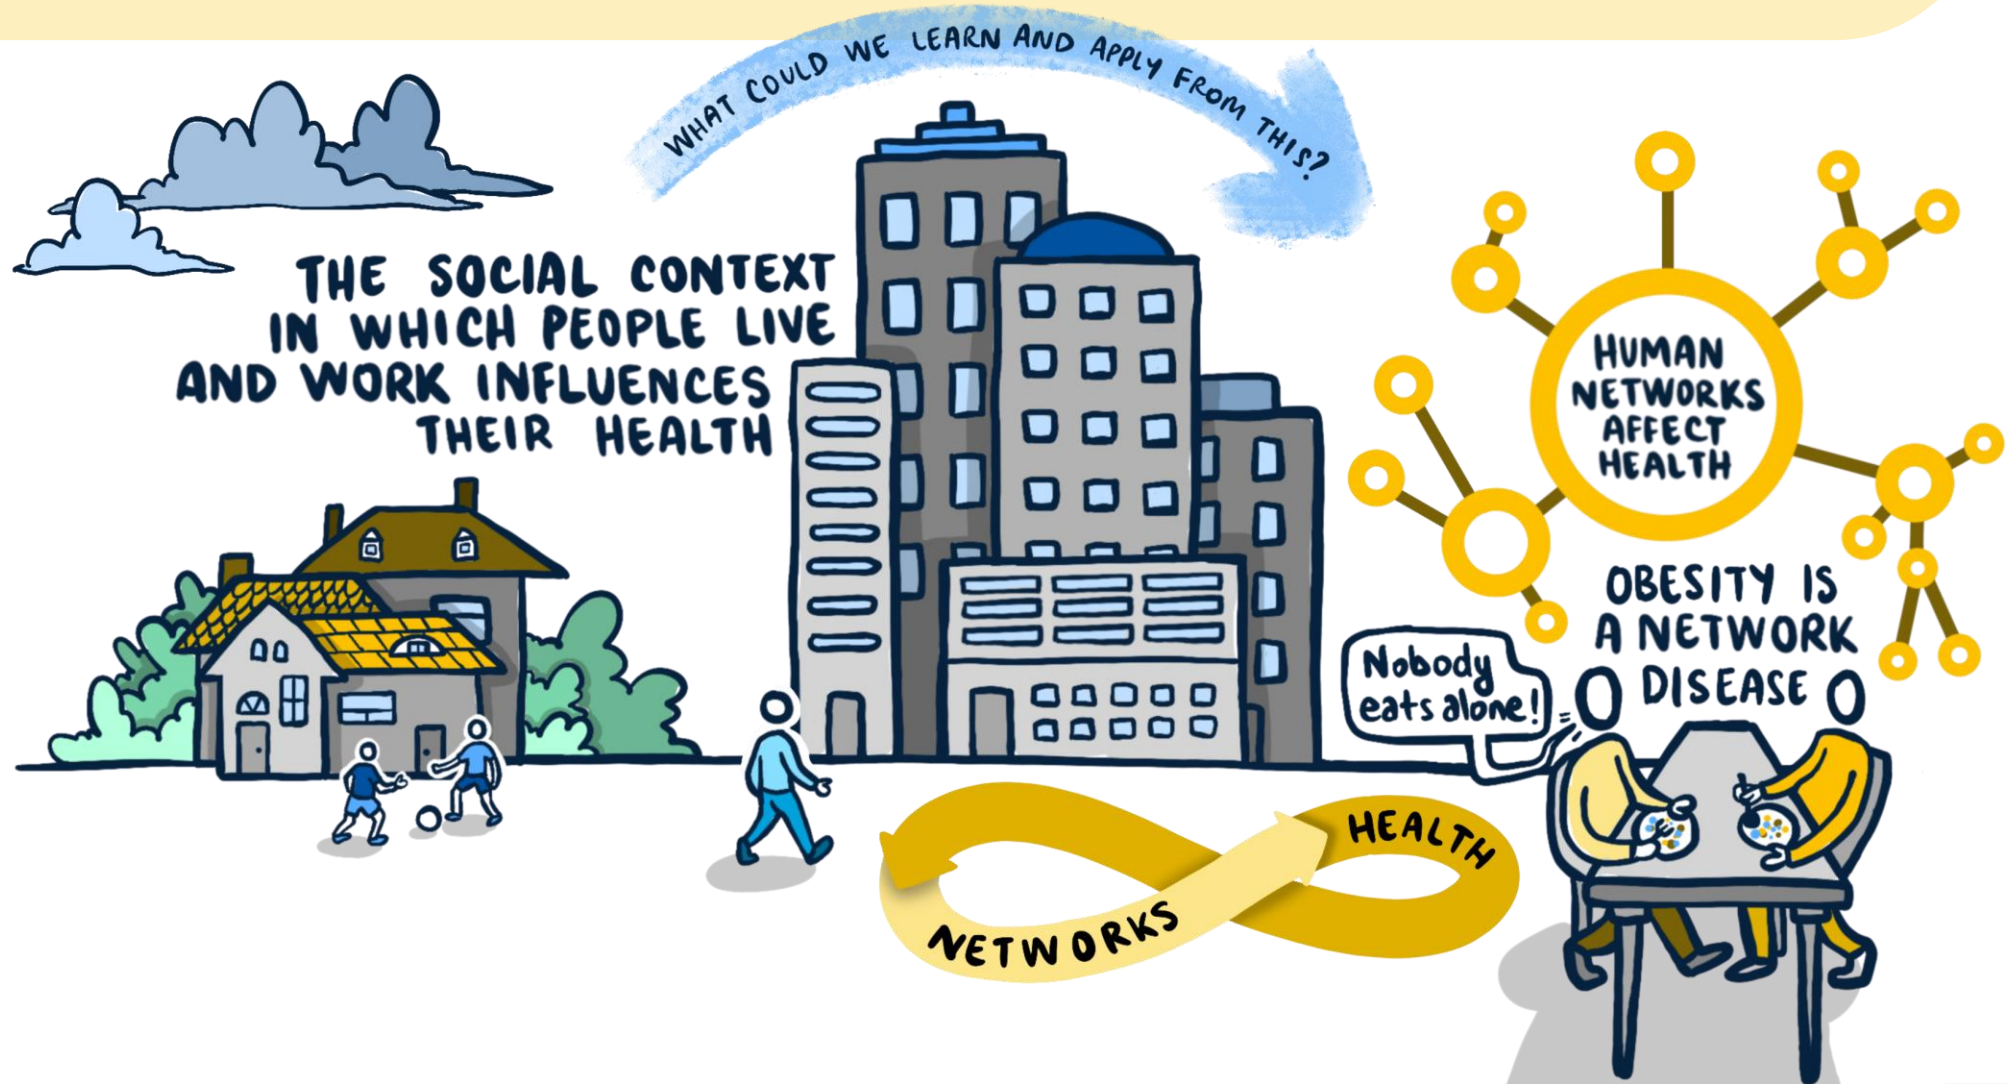 WHAT COULD WE LEARN AND APPLY FROM THIS?
THE SOCIAL CONTEXT
IN WHICH PEOPLE LIVE
AND WORK INFLUENCES
THEIR HEALTH
HUMAN
NETWORKS
AFFECT
HEALTH
OBESITY IS
A NETWORK
DISEASE
Nobody
eats alone!
NETWORKS
HEALTH